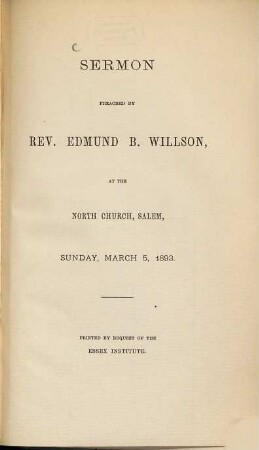 C
SERMON
PREACHED BY
REV. EDMUND B. WILLSON,
AT THE
NORTH CHURCH, SALEM,
SUNDAY, MARCH 5, 1893.
PRINTED BY REQUEST OF THE
ESSEX INSTITUTE.